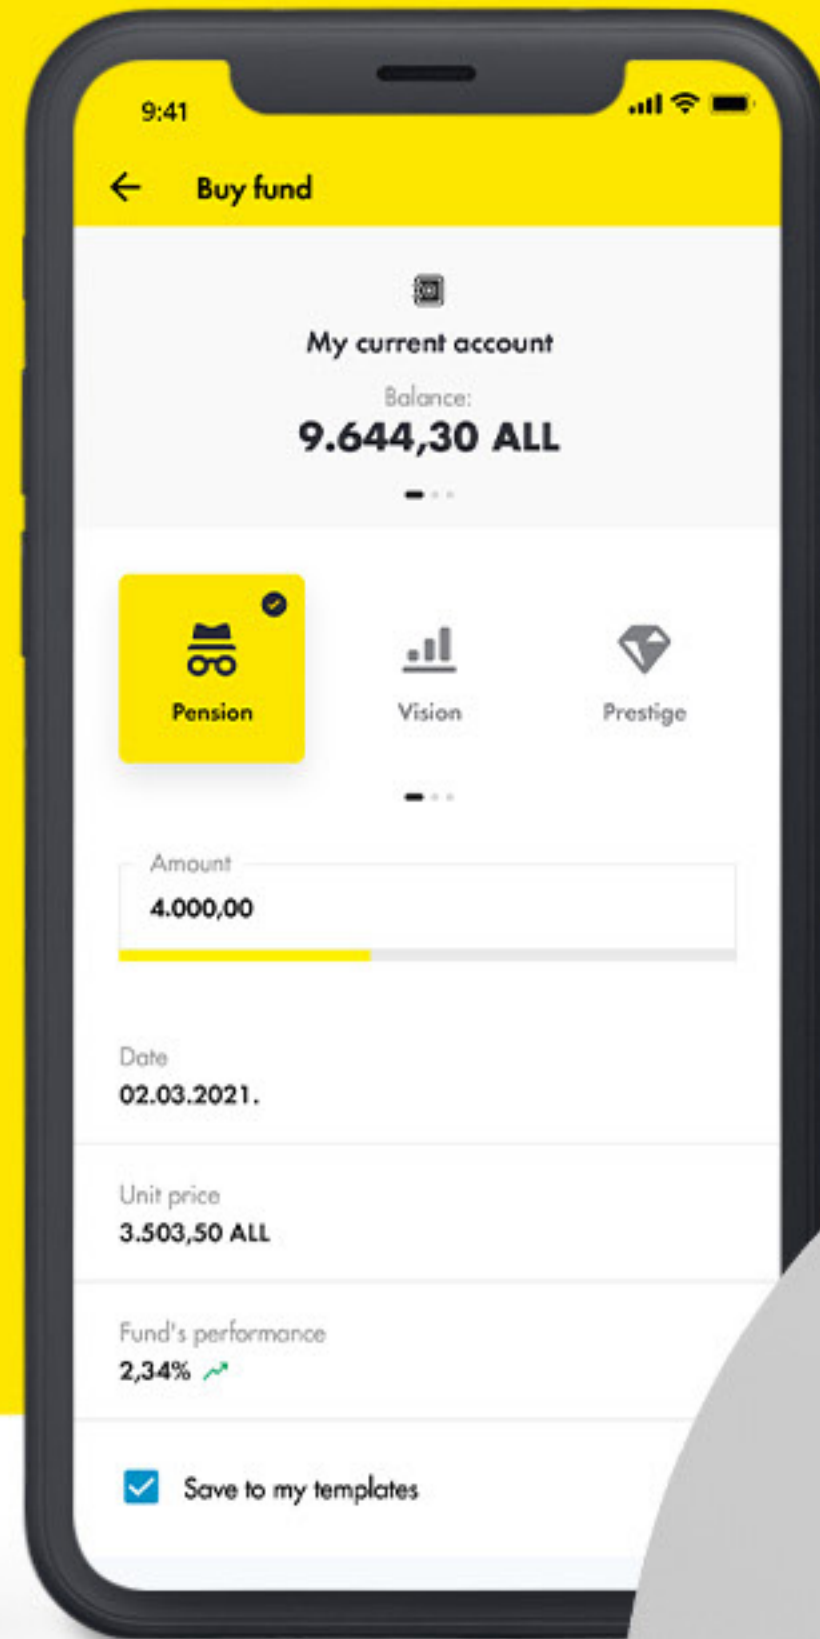 9:41
Buy fund
My current account
Balance:
9.644,30 ALL
Pension
Vision
Prestige
Amount
4.000,00
Date
02.03.2021.
Unit price
3.503,50 ALL
Fund's performance
2,34%
Save to my templates